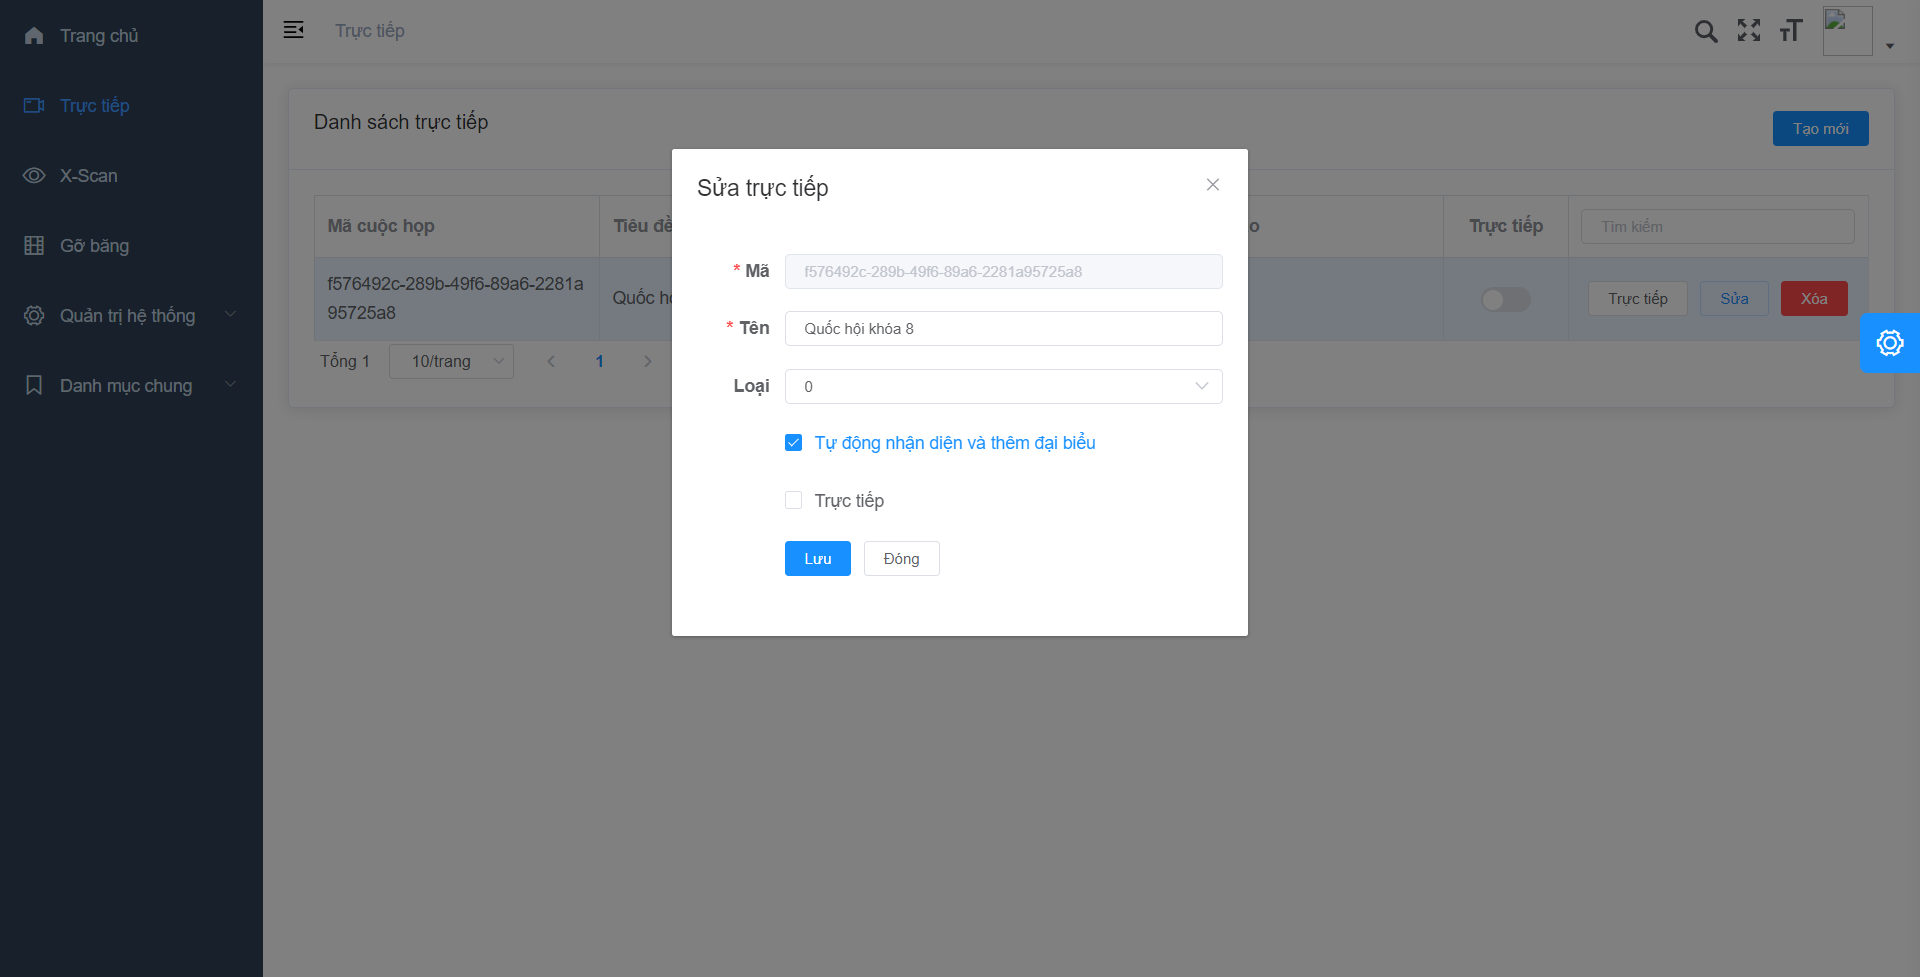 Trang chủ
Trực tiếp
X-Scan
Gỡ băng
Quản trị hệ thống
Danh mục chung
Trực tiếp
Danh sách trực tiếp
Tạo mới
Mã cuộc họp
Tiêu đề
o
Trực tiếp
Tìm kiếm
f576492c-289b-49f6-89a6-2281a
95725a8
Quốc hộ
Trực tiếp
Sửa
Xóa
Tổng 1
10/trang
1
Sửa trực tiếp
* Mã
f576492c-289b-49f6-89a6-2281a95725a8
* Tên
Quốc hội khóa 8
Loại
0
Tự động nhận diện và thêm đại biểu
Trực tiếp
Lưu
Đóng